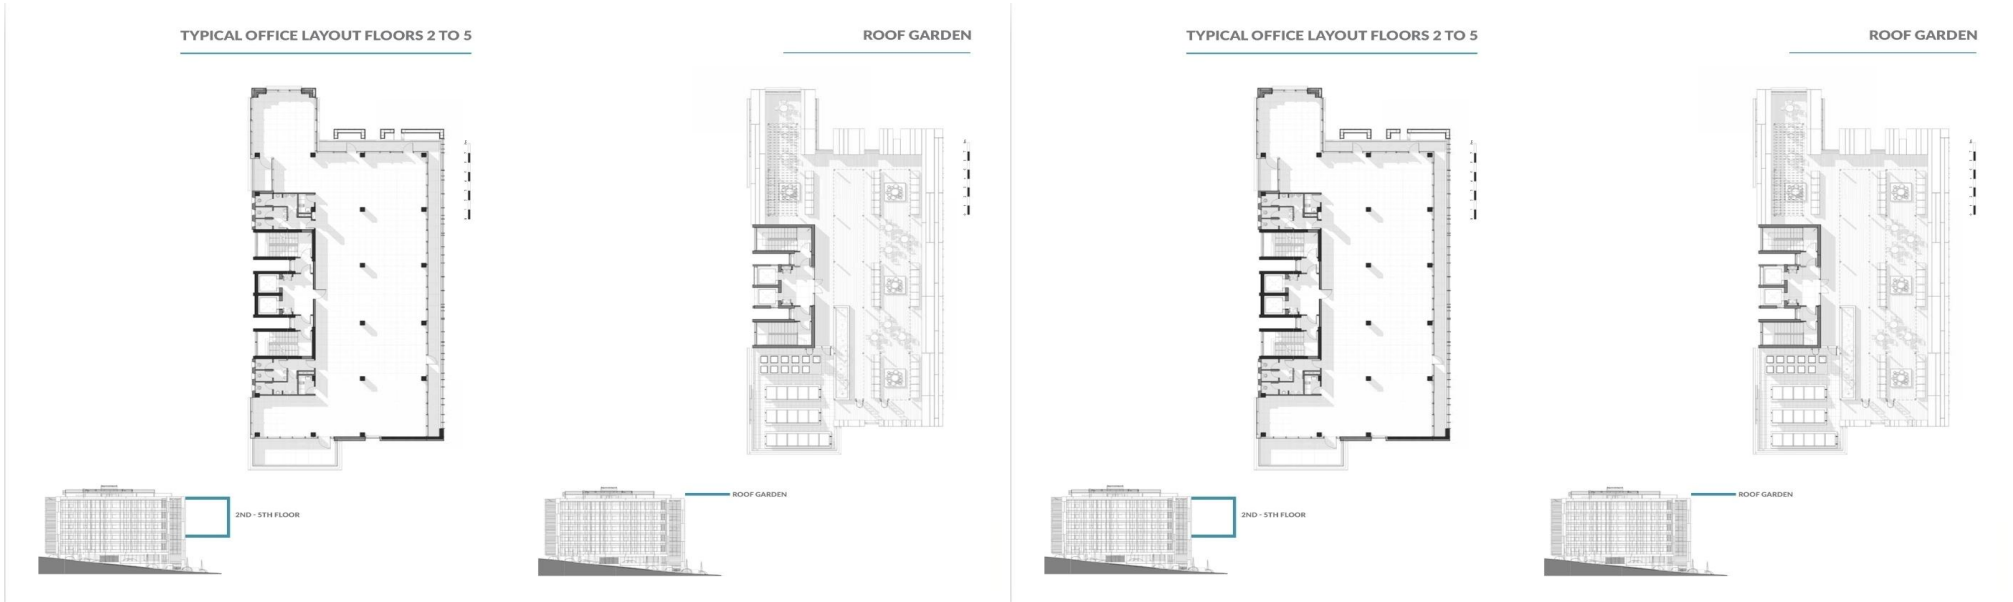 TYPICAL OFFICE LAYOUT FLOORS 2 TO 5
ROOF GARDEN
TYPICAL OFFICE LAYOUT FLOORS 2 TO 5
ROOF GARDEN
2ND - 5TH FLOOR
ROOF GARDEN
2ND - 5TH FLOOR
ROOF GARDEN